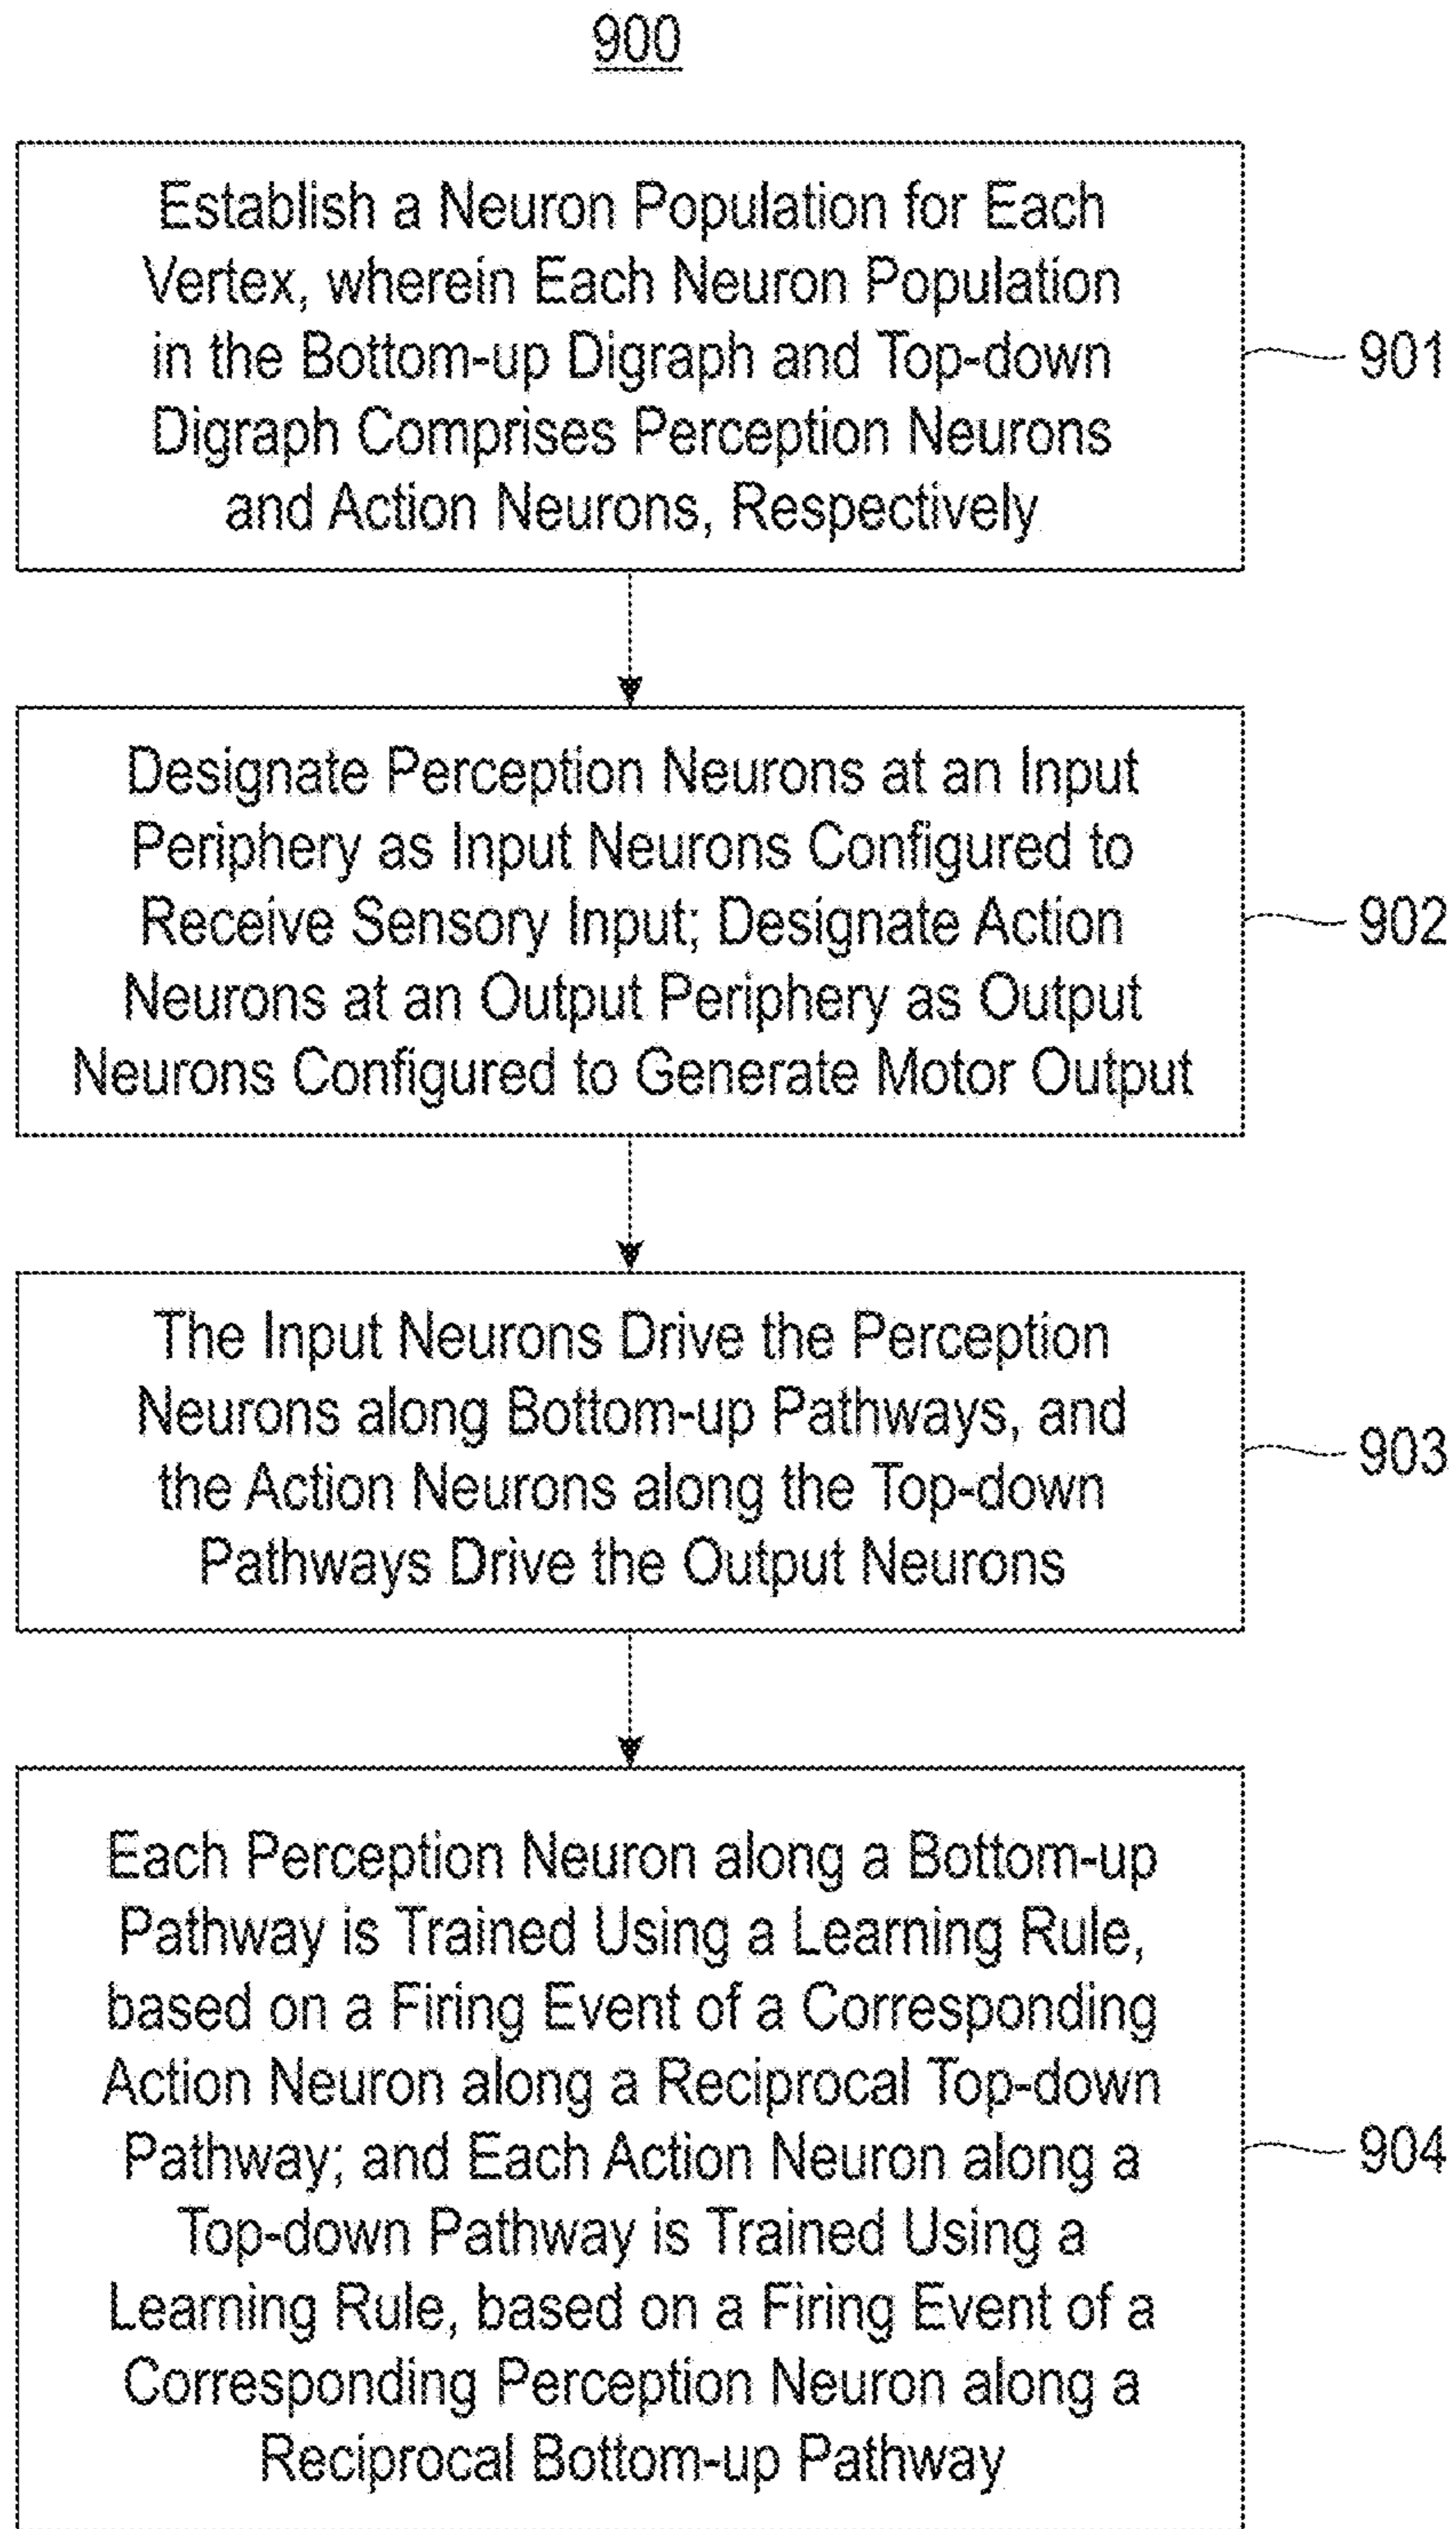 900
Establish a Neuron Population for Each
Vertex, wherein Each Neuron Population
in the Bottom-up Digraph and Top-down
Digraph Comprises Perception Neurons
and Action Neurons, Respectively
901
Designate Perception Neurons at an Input
Periphery as Input Neurons Configured to
Receive Sensory Input; Designate Action
Neurons at an Output Periphery as Output
Neurons Configured to Generate Motor Output
902
The Input Neurons Drive the Perception
Neurons along Bottom-up Pathways, and
the Action Neurons along the Top-down
Pathways Drive the Output Neurons
903
Each Perception Neuron along a Bottom-up
Pathway is Trained Using a Learning Rule,
based on a Firing Event of a Corresponding
Action Neuron along a Reciprocal Top-down
Pathway; and Each Action Neuron along a
Top-down Pathway is Trained Using a
Learning Rule, based on a Firing Event of a
Corresponding Perception Neuron along a
Reciprocal Bottom-up Pathway
904